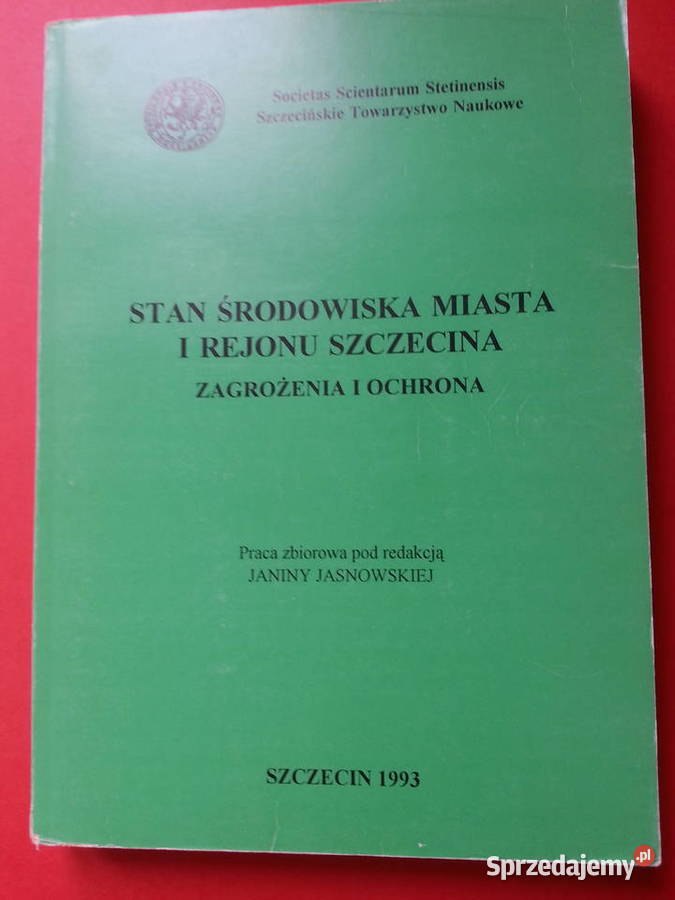 Societas Scientarum Stetinensis
Szczecińskie Towarzystwo Naukowe
STAN ŚRODOWISKA MIASTA
I REJONU SZCZECINA
ZAGROŻENIA I OCHRONA
Praca zbiorowa pod redakcją
JANINY JASNOWSKIEJ
SZCZECIN 1993
Sprzedajemy.pl